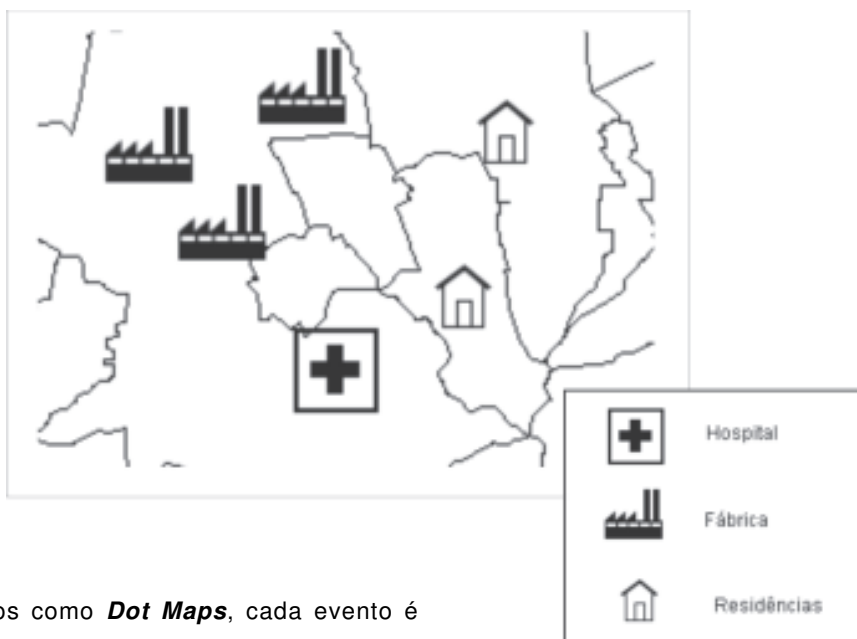 Hospital
Fábrica
Residências
os como Dot Maps, cada evento é